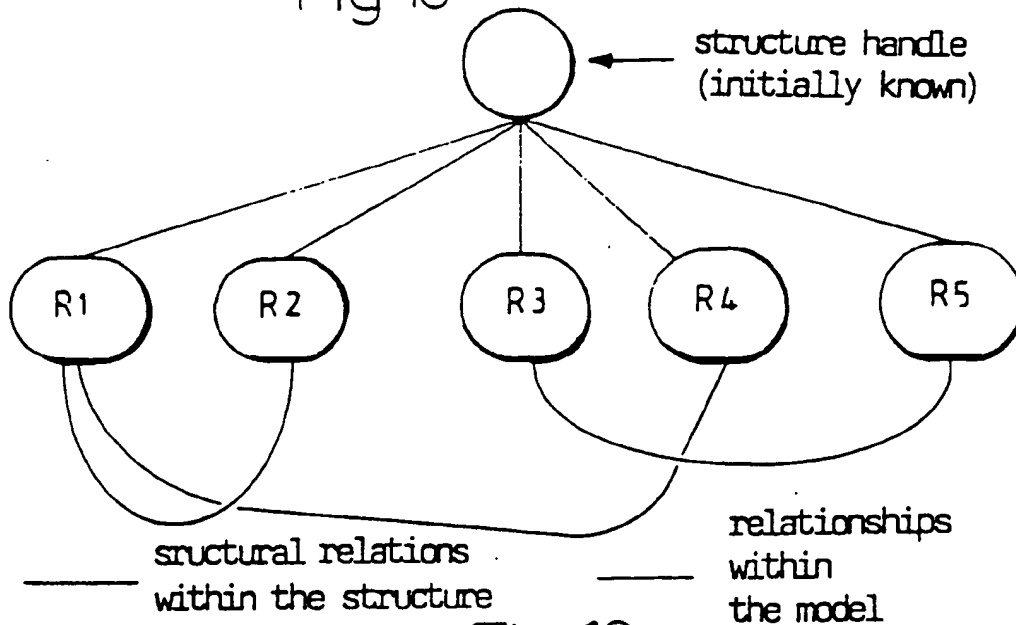 structure handle
(initially known)
R1
R2
R3
R4
R5
sructural relations
within the structure
relationships
within
the model